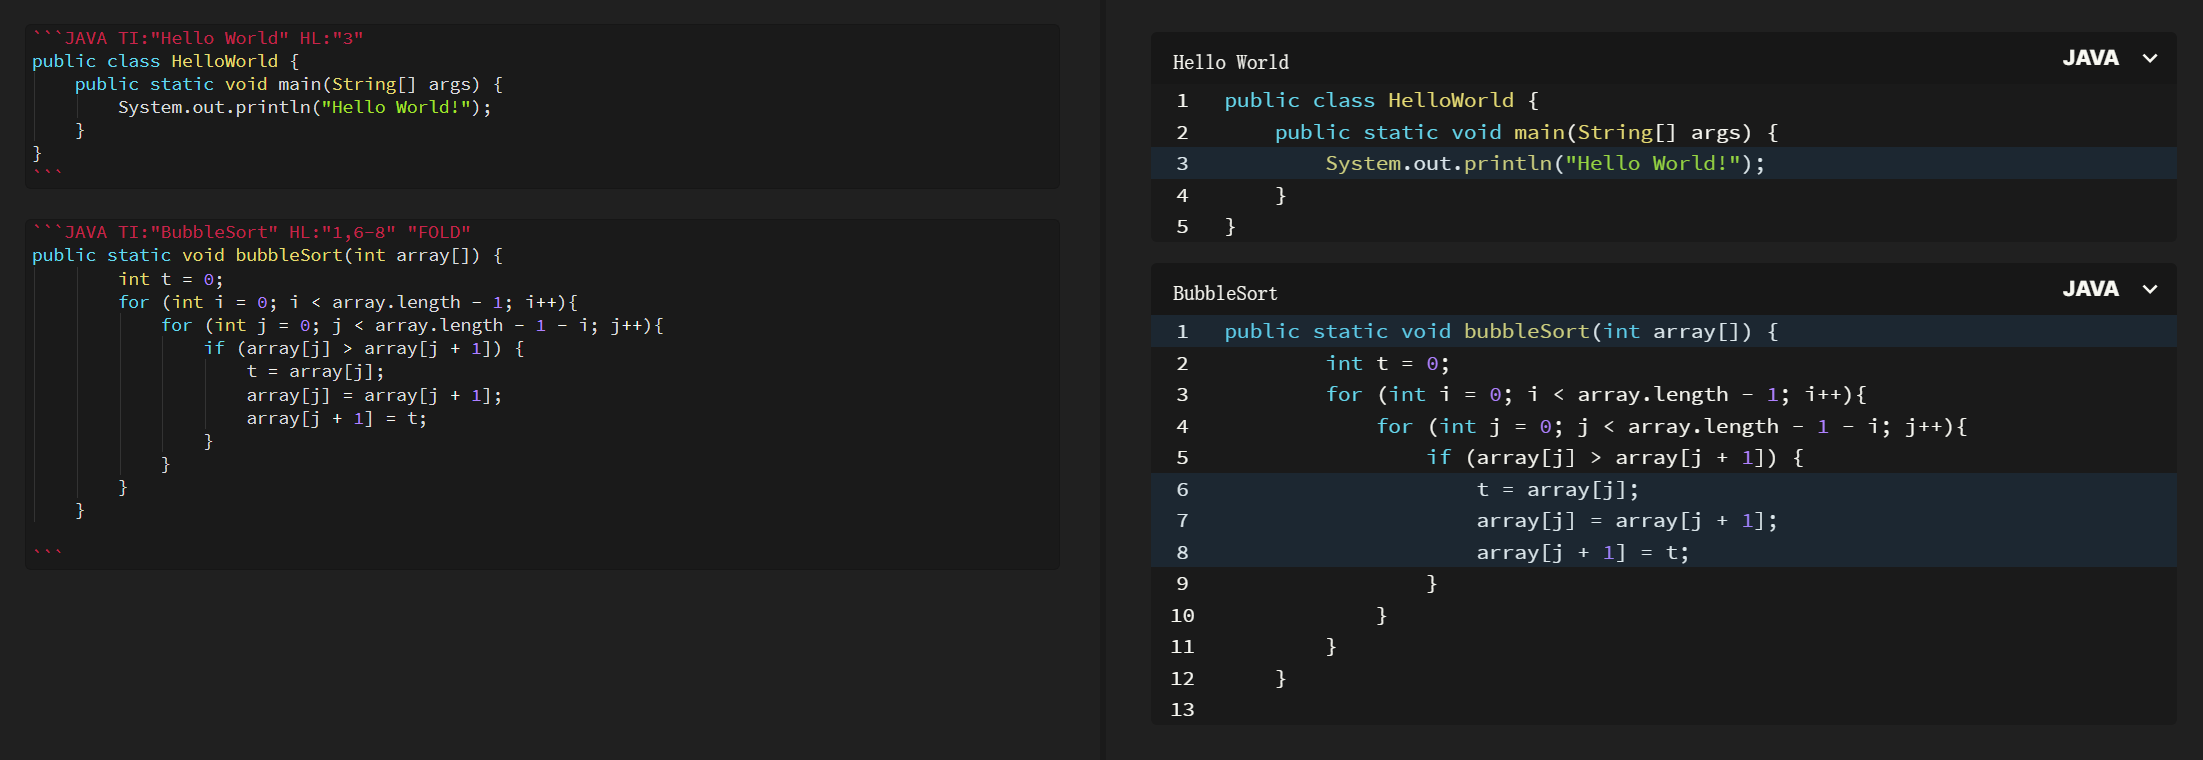 ```JAVA TI:"Hello World" HL:"3"
public class HelloWorld {
    public static void main(String[] args) {
        System.out.println("Hello World!");
    }
}
```
```JAVA TI:"BubbleSort" HL:"1,6-8" "FOLD"
public static void bubbleSort(int array[]) {
        int t = 0;
        for (int i = 0; i < array.length - 1; i++){
            for (int j = 0; j < array.length - 1 - i; j++){
                if (array[j] > array[j + 1]) {
                    t = array[j];
                    array[j] = array[j + 1];
                    array[j + 1] = t;
                }
            }
        }
    }
```
Hello World JAVA
1 public class HelloWorld {
2     public static void main(String[] args) {
3         System.out.println("Hello World!");
4     }
5 }
BubbleSort JAVA
1 public static void bubbleSort(int array[]) {
2         int t = 0;
3         for (int i = 0; i < array.length - 1; i++){
4             for (int j = 0; j < array.length - 1 - i; j++){
5                 if (array[j] > array[j + 1]) {
6                     t = array[j];
7                     array[j] = array[j + 1];
8                     array[j + 1] = t;
9                 }
10             }
11         }
12     }
13